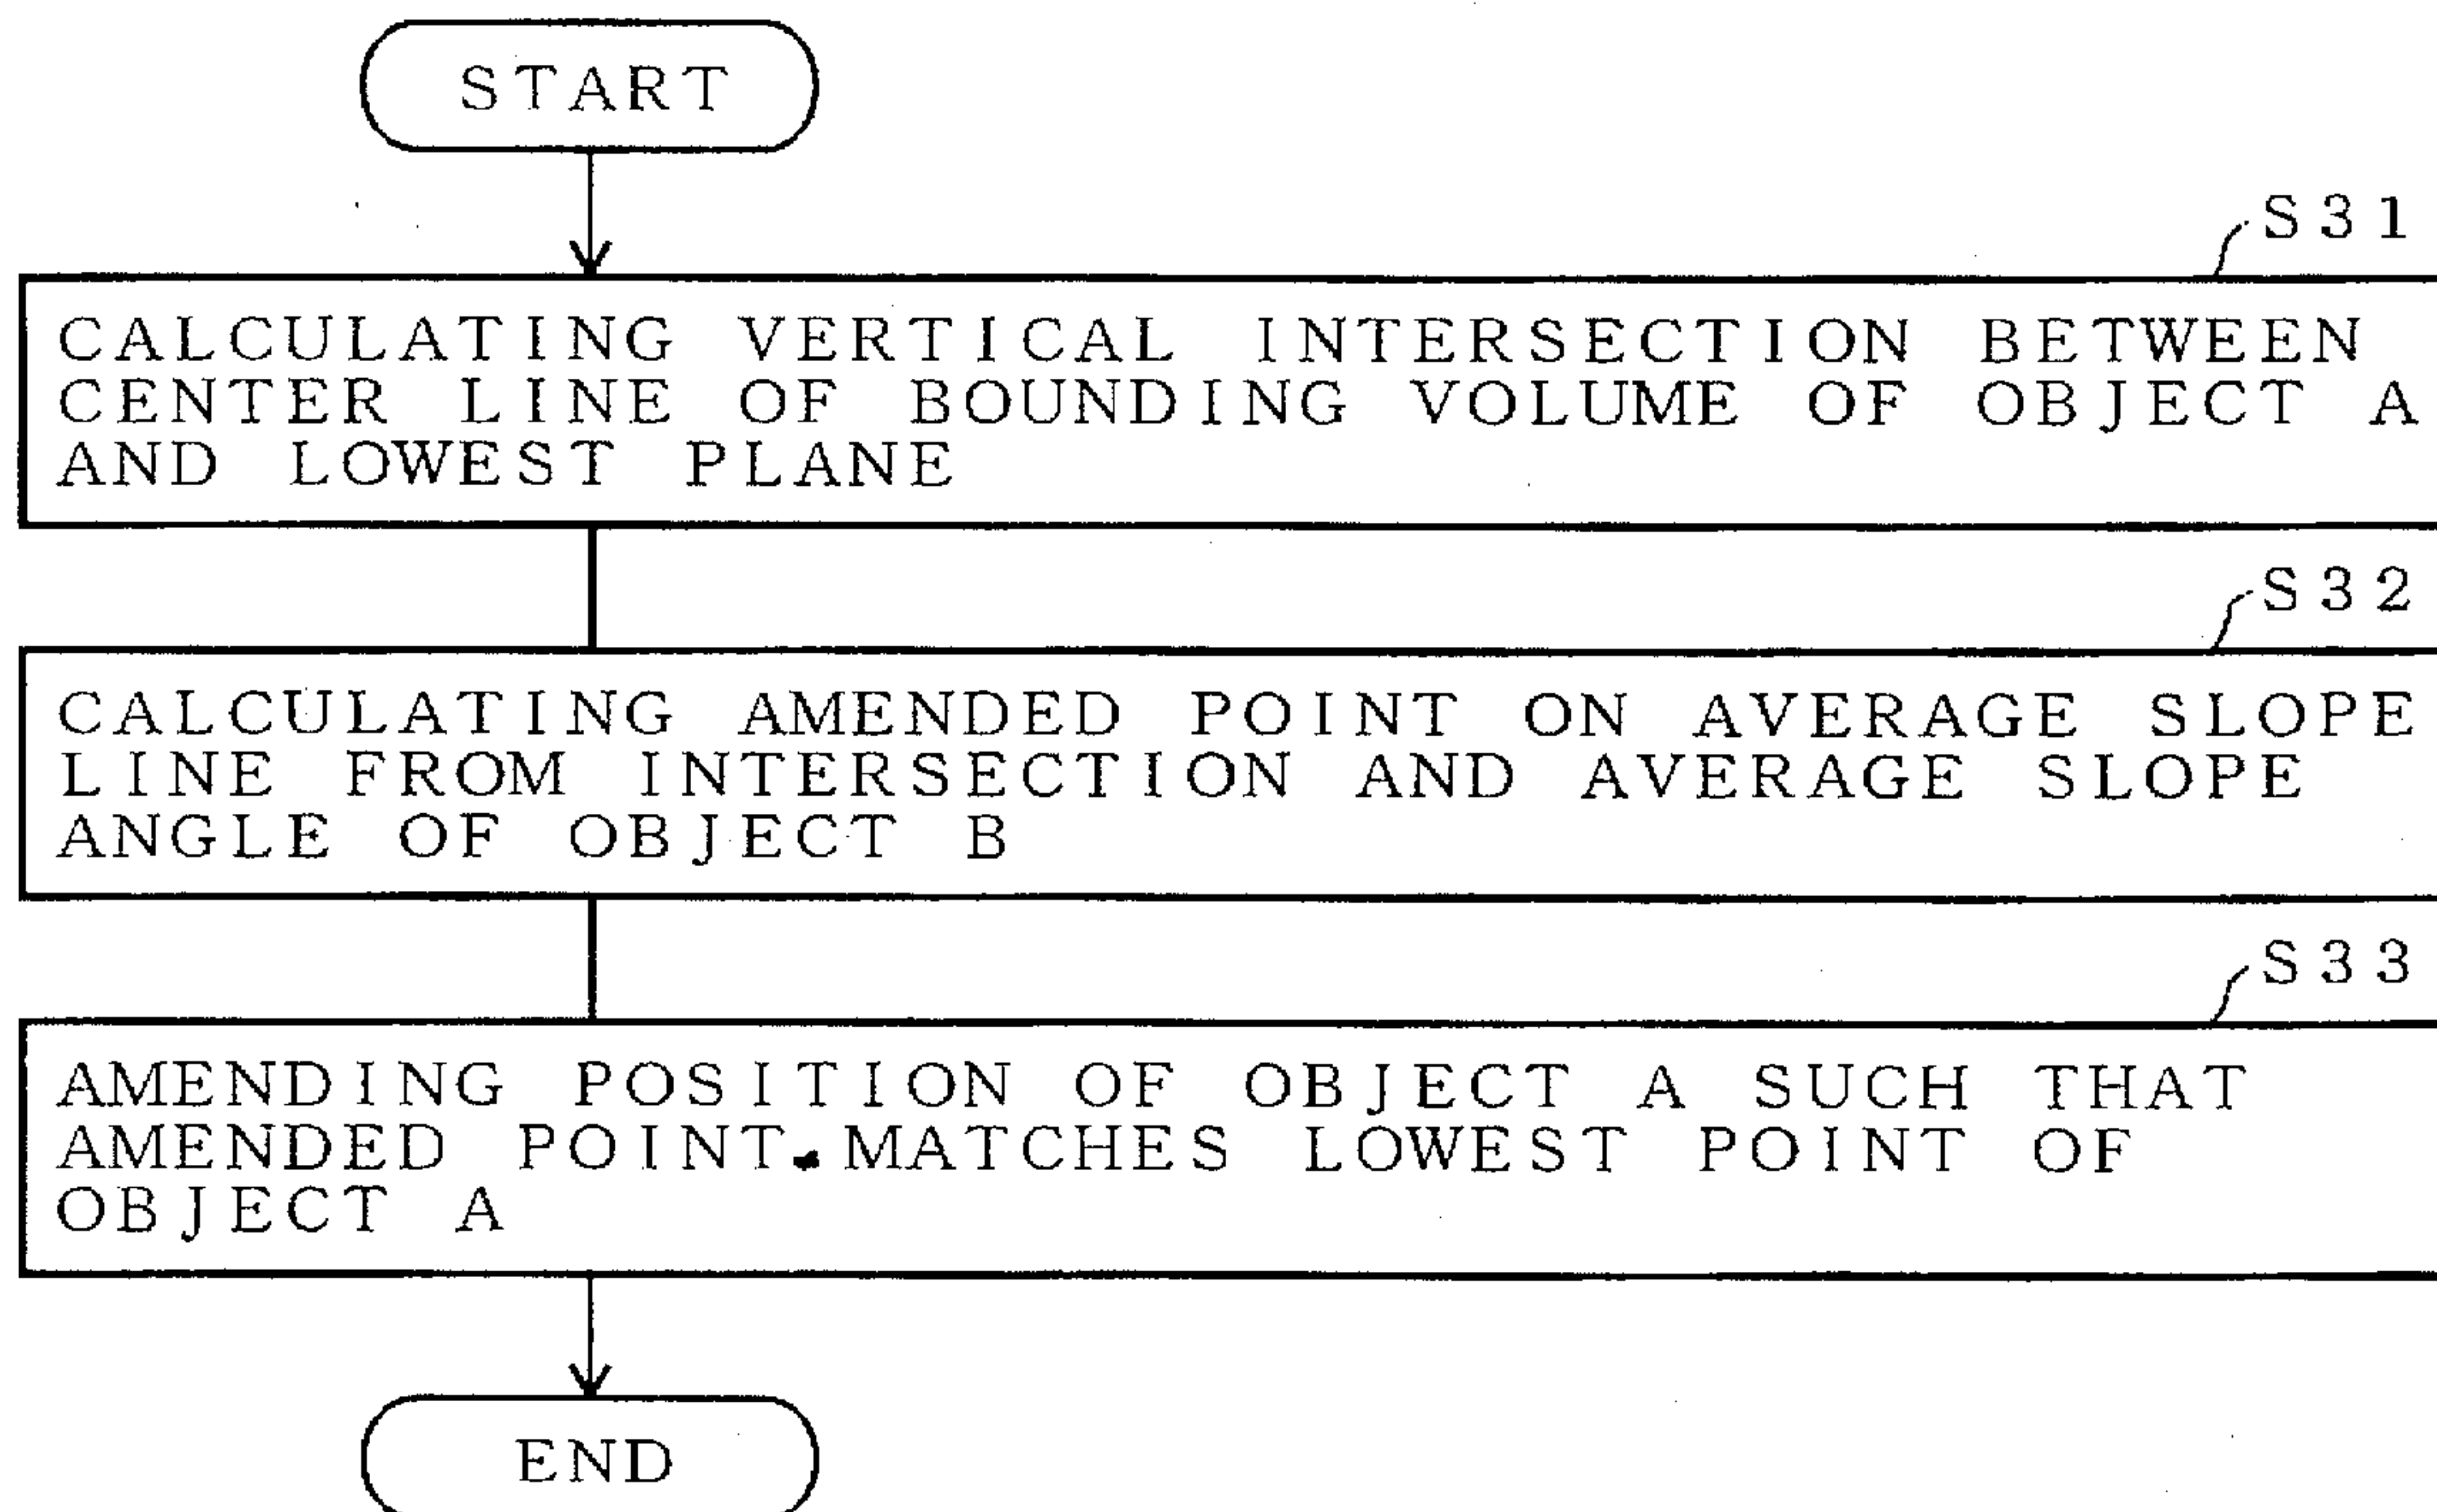 START
S31
CALCULATING VERTICAL INTERSECTION BETWEEN
CENTER LINE OF BOUNDING VOLUME OF OBJECT A
AND LOWEST PLANE
S32
CALCULATING AMENDED POINT ON AVERAGE SLOPE
LINE FROM INTERSECTION AND AVERAGE SLOPE
ANGLE OF OBJECT B
S33
AMENDING POSITION OF OBJECT A SUCH THAT
AMENDED POINT MATCHES LOWEST POINT OF
OBJECT A
END